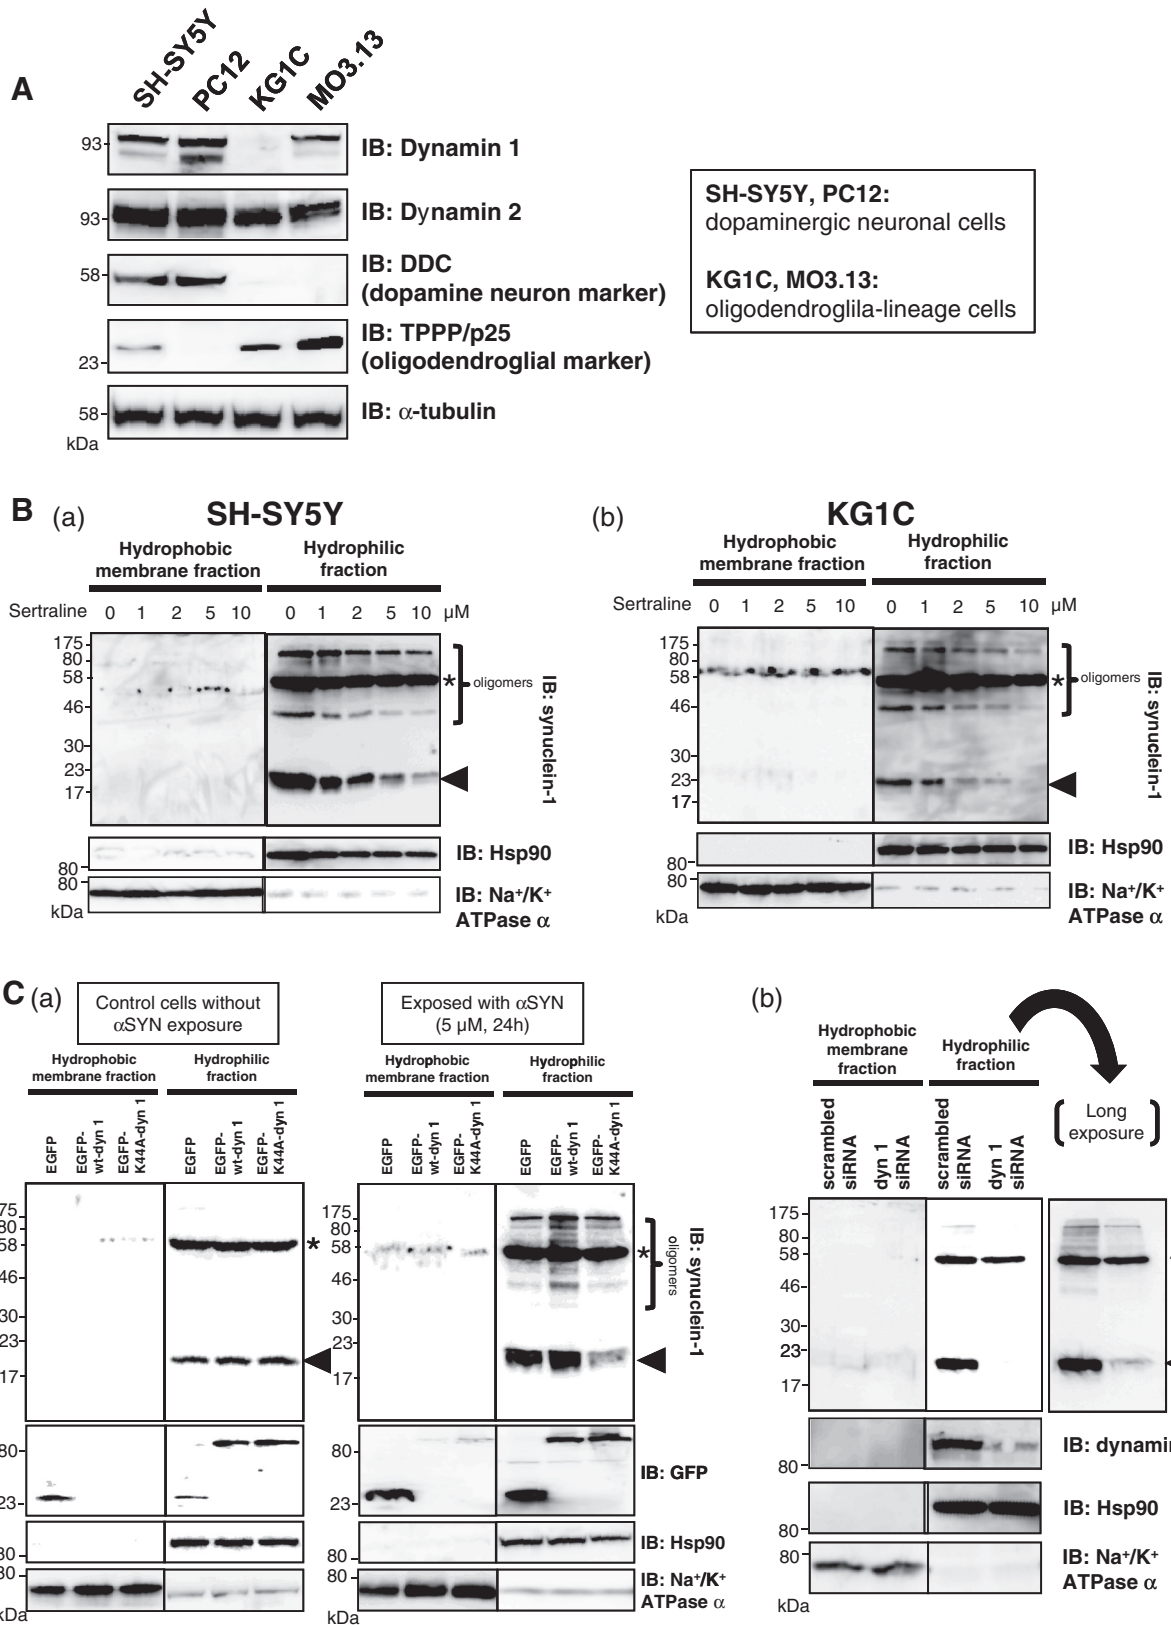 A
SH-SY5Y
PC12
KG1C
MO3.13
93-
IB: Dynamin 1
93-
IB: Dynamin 2
58-
IB: DDC
(dopamine neuron marker)
23-
IB: TPPP/p25
(oligodendroglial marker)
58-
IB: α-tubulin
kDa
SH-SY5Y, PC12:
dopaminergic neuronal cells
KG1C, MO3.13:
oligodendroglila-lineage cells
B (a) SH-SY5Y
Hydrophobic
membrane fraction
Hydrophilic
fraction
Sertraline 0 1 2 5 10 0 1 2 5 10 µM
175-
80-
58-
46-
30-
23-
17-
*
oligomers
IB: synuclein-1
80-
IB: Hsp90
80-
kDa
IB: Na+/K+
ATPase α
(b) KG1C
Hydrophobic
membrane fraction
Hydrophilic
fraction
Sertraline 0 1 2 5 10 0 1 2 5 10 µM
175-
80-
58-
46-
30-
23-
17-
*
oligomers
IB: synuclein-1
80-
IB: Hsp90
80-
kDa
IB: Na+/K+
ATPase α
C (a)
Control cells without
αSYN exposure
Hydrophobic
membrane fraction
Hydrophilic
fraction
EGFP
EGFP-
wt-dyn 1
EGFP-
K44A-dyn 1
EGFP
EGFP-
wt-dyn 1
EGFP-
K44A-dyn 1
75-
80-
58-
46-
30-
23-
17-
*
80-
23-
80-
80-
kDa
Exposed with αSYN
(5 µM, 24h)
Hydrophobic
membrane fraction
Hydrophilic
fraction
EGFP
EGFP-
wt-dyn 1
EGFP-
K44A-dyn 1
EGFP
EGFP-
wt-dyn 1
EGFP-
K44A-dyn 1
175-
80-
58-
46-
30-
23-
17-
*
oligomers
IB: synuclein-1
80-
23-
IB: GFP
80-
IB: Hsp90
80-
kDa
IB: Na+/K+
ATPase α
(b)
Hydrophobic
membrane
fraction
Hydrophilic
fraction
Long
exposure
scrambled
siRNA
dyn 1
siRNA
scrambled
siRNA
dyn 1
siRNA
175-
80-
58-
46-
30-
23-
17-
80-
IB: dynami
80-
IB: Hsp90
80-
kDa
IB: Na+/K+
ATPase α